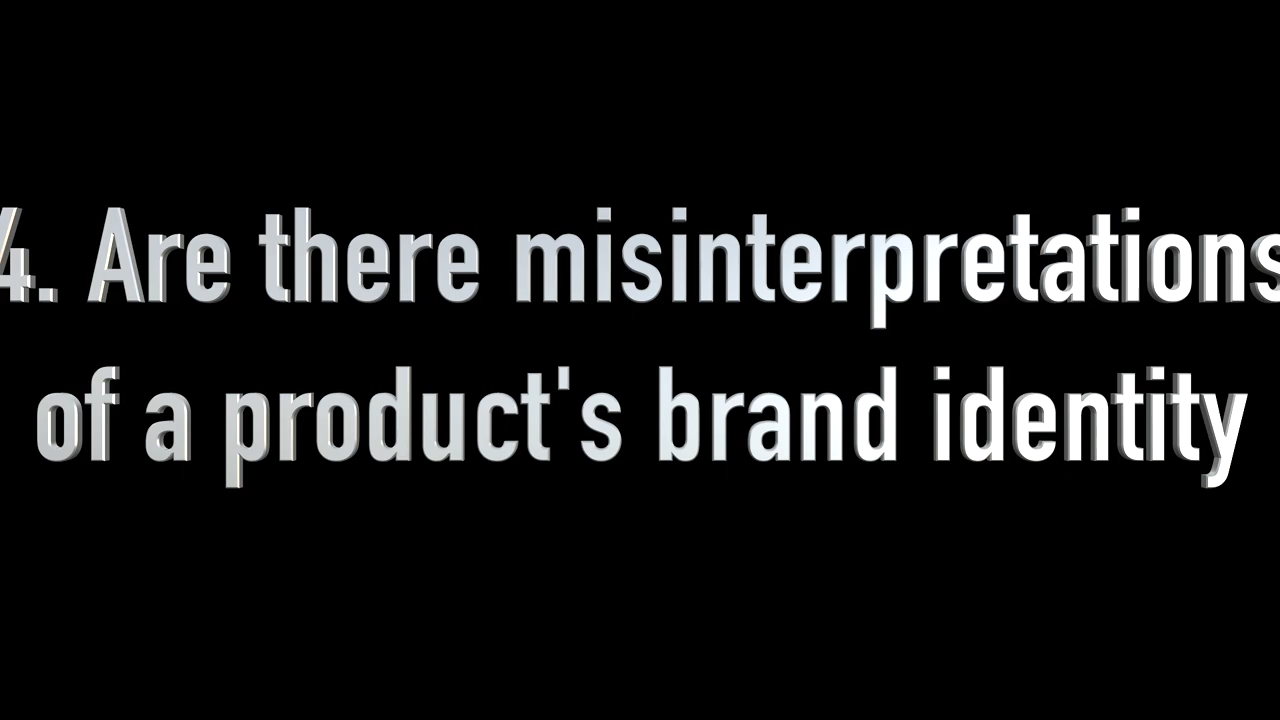 4. Are there misinterpretations
of a product's brand identity